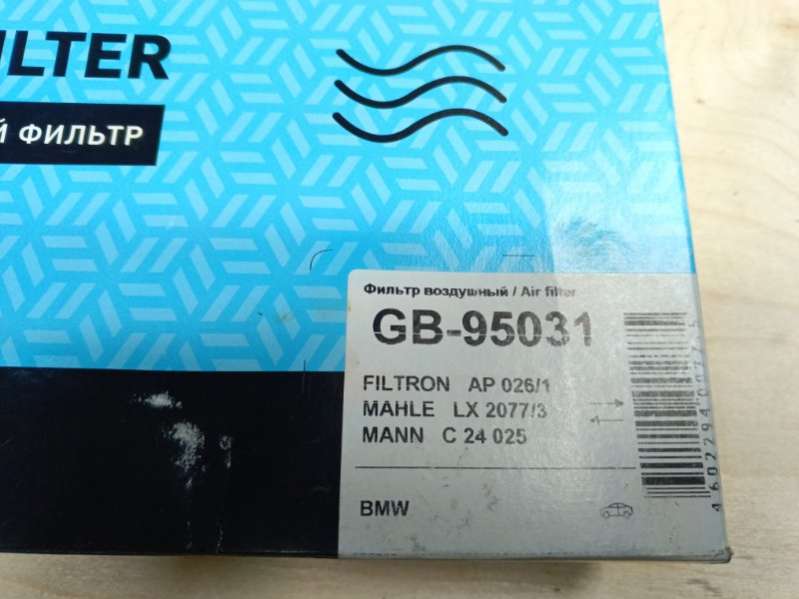 ILTER
Й ФИЛЬТР
Фильтр воздушный / Air filter
GB-95031
FILTRON AP 026/1
MAHLE LX 2077/3
MANN C 24 025
BMW